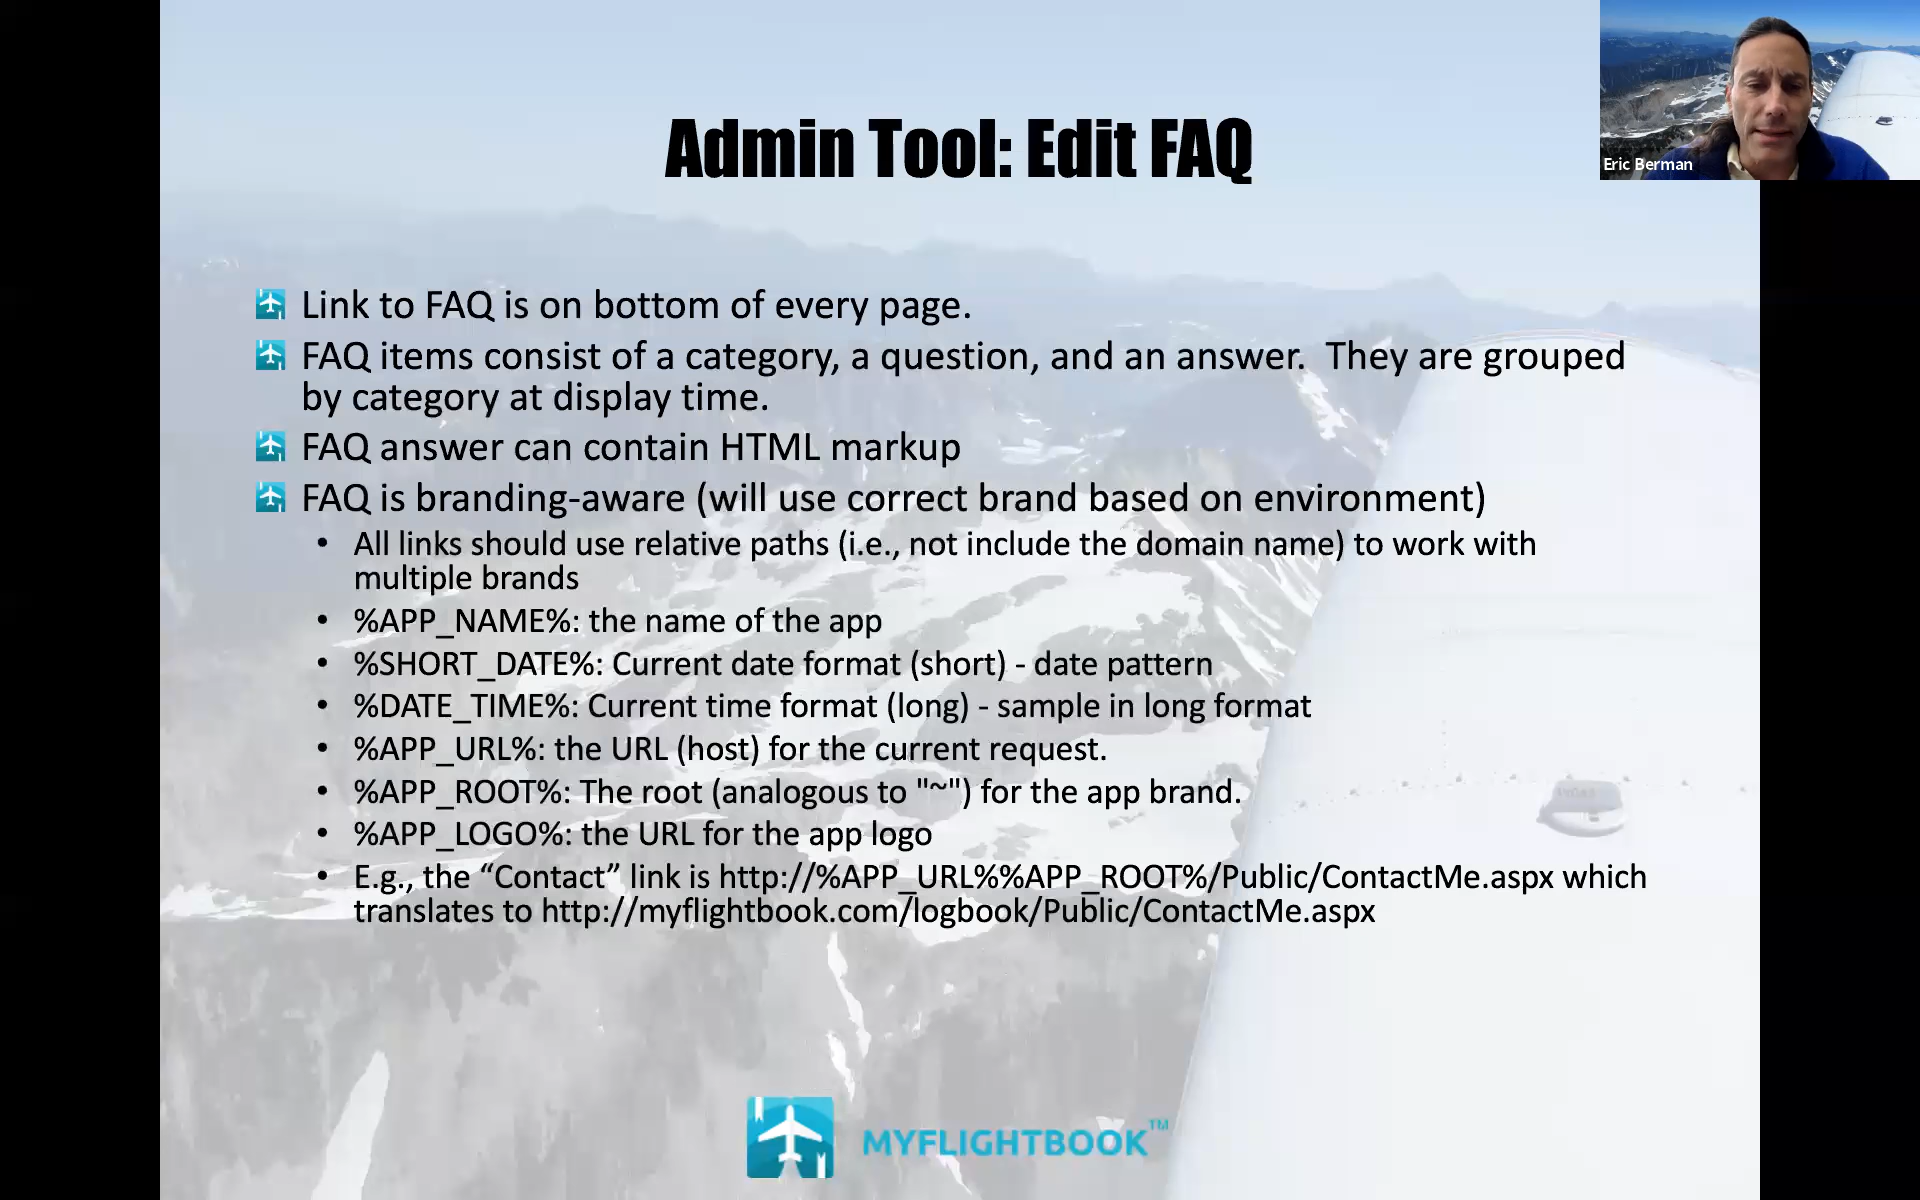 Admin Tool: Edit FAQ
Eric Berman
Link to FAQ is on bottom of every page.
FAQ items consist of a category, a question, and an answer.  They are grouped
by category at display time.
FAQ answer can contain HTML markup
FAQ is branding-aware (will use correct brand based on environment)
• All links should use relative paths (i.e., not include the domain name) to work with
multiple brands
• %APP_NAME%: the name of the app
• %SHORT_DATE%: Current date format (short) - date pattern
• %DATE_TIME%: Current time format (long) - sample in long format
• %APP_URL%: the URL (host) for the current request.
• %APP_ROOT%: The root (analogous to "~") for the app brand.
• %APP_LOGO%: the URL for the app logo
• E.g., the “Contact” link is http://%APP_URL%%APP_ROOT%/Public/ContactMe.aspx which
translates to http://myflightbook.com/logbook/Public/ContactMe.aspx
MYFLIGHTBOOK™